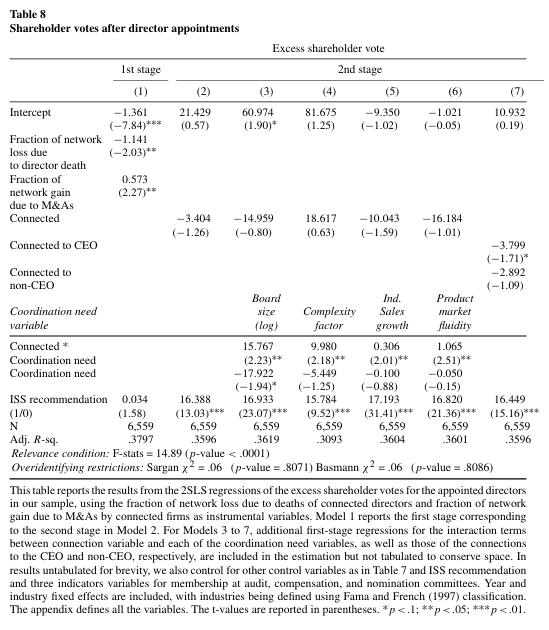 Table 8
Shareholder votes after director appointments
Excess shareholder vote
1st stage 2nd stage
(1) (2) (3) (4) (5) (6) (7)
Intercept −1.361 21.429 60.974 81.675 −9.350 −1.021 10.932
(−7.84)*** (0.57) (1.90)* (1.25) (−1.02) (−0.05) (0.19)
Fraction of network −1.141
loss due (−2.03)**
to director death
Fraction of 0.573
network gain (2.27)**
due to M&As
Connected −3.404 −14.959 18.617 −10.043 −16.184
(−1.26) (−0.80) (0.63) (−1.59) (−1.01)
Connected to CEO −3.799
(−1.71)*
Connected to −2.892
non-CEO (−1.09)
Board Ind. Product
Coordination need size Complexity Sales market
variable (log) factor growth fluidity
Connected * 15.767 9.980 0.306 1.065
Coordination need (2.23)** (2.18)** (2.01)** (2.51)**
Coordination need −17.922 −5.449 −0.100 −0.050
(−1.94)* (−1.25) (−0.88) (−0.15)
ISS recommendation 0.034 16.388 16.933 15.784 17.193 16.820 16.449
(1/0) (1.58) (13.03)*** (23.07)*** (9.52)*** (31.41)*** (21.36)*** (15.16)***
N 6,559 6,559 6,559 6,559 6,559 6,559 6,559
Adj. R-sq. .3797 .3596 .3619 .3093 .3604 .3601 .3596
Relevance condition: F-stats = 14.89 (p-value < .0001)
Overidentifying restrictions: Sargan χ² = .06 (p-value = .8071) Basmann χ² = .06 (p-value = .8086)
This table reports the results from the 2SLS regressions of the excess shareholder votes for the appointed directors
in our sample, using the fraction of network loss due to deaths of connected directors and fraction of network
gain due to M&As by connected firms as instrumental variables. Model 1 reports the first stage corresponding
to the second stage in Model 2. For Models 3 to 7, additional first-stage regressions for the interaction terms
between connection variable and each of the coordination need variables, as well as those of the connections
to the CEO and non-CEO, respectively, are included in the estimation but not tabulated to conserve space. In
results untabulated for brevity, we also control for other control variables as in Table 7 and ISS recommendation
and three indicators variables for membership at audit, compensation, and nomination committees. Year and
industry fixed effects are included, with industries being defined using Fama and French (1997) classification.
The appendix defines all the variables. The t-values are reported in parentheses. *p < .1; **p < .05; ***p < .01.